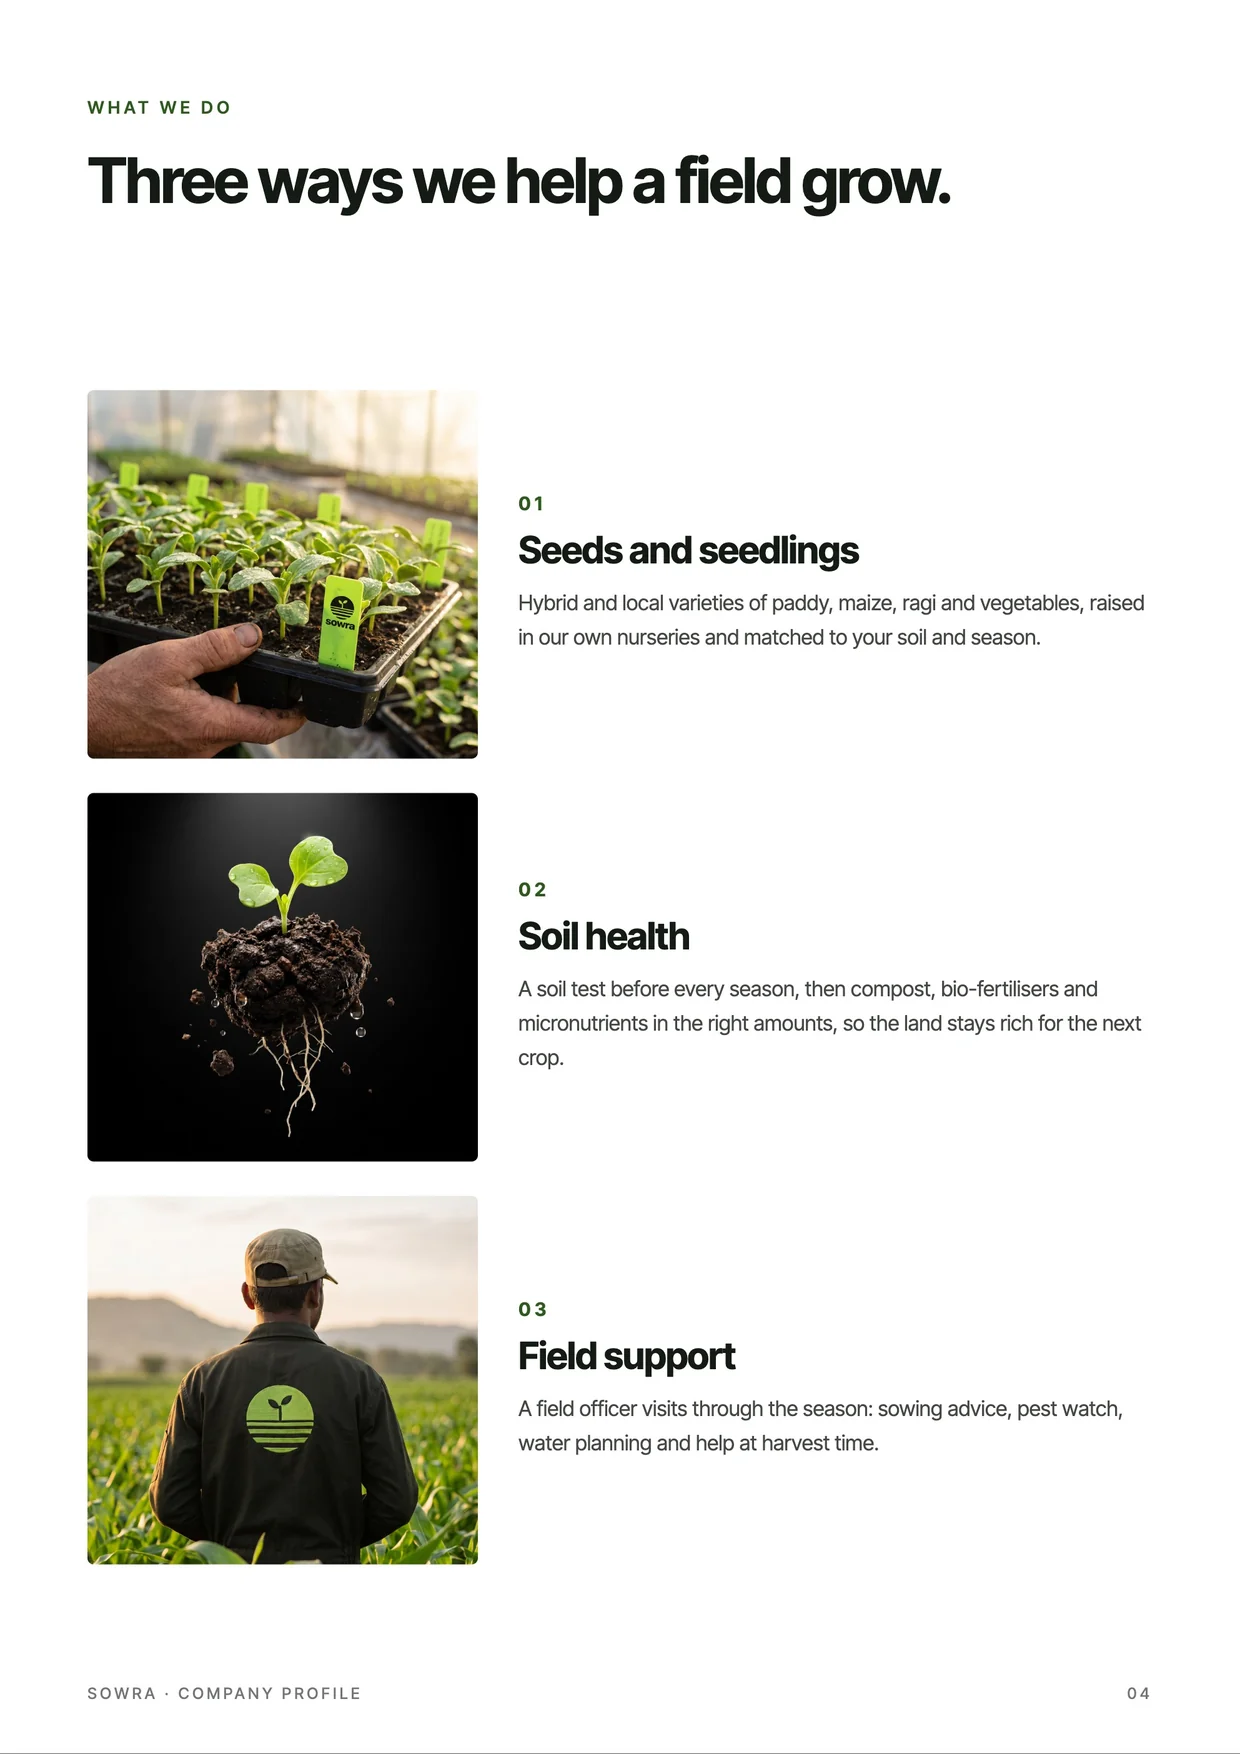 WHAT WE DO
Three ways we help a field grow.
sowra
01
Seeds and seedlings
Hybrid and local varieties of paddy, maize, ragi and vegetables, raised
in our own nurseries and matched to your soil and season.
02
Soil health
A soil test before every season, then compost, bio-fertilisers and
micronutrients in the right amounts, so the land stays rich for the next
crop.
03
Field support
A field officer visits through the season: sowing advice, pest watch,
water planning and help at harvest time.
SOWRA · COMPANY PROFILE
04